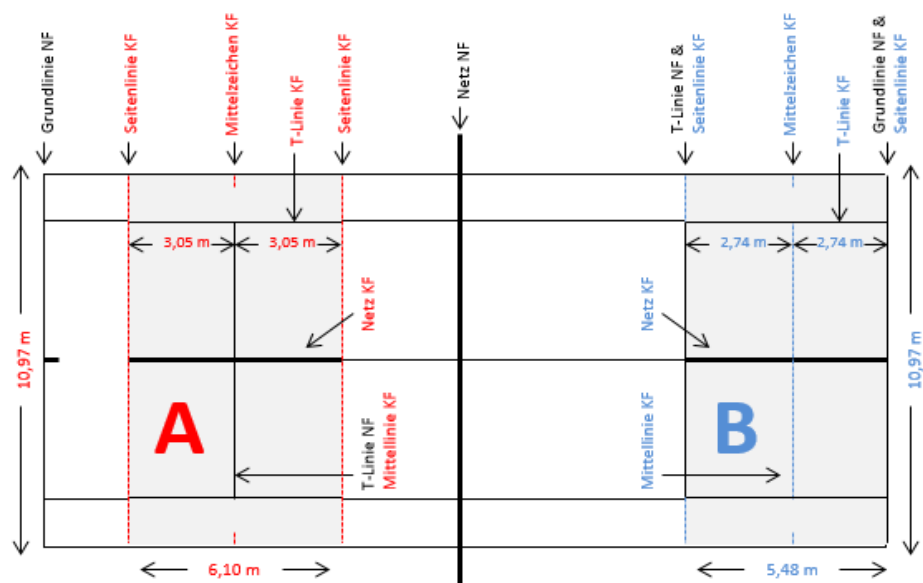 Grundlinie NF
Seitenlinie KF
Mittelzeichen KF
T-Linie KF
Seitenlinie KF
Netz NF
T-Linie NF &
Seitenlinie KF
Mittelzeichen KF
T-Linie KF
Grundlinie NF &
Seitenlinie KF
3,05 m
3,05 m
2,74 m
2,74 m
10,97 m
Netz KF
Netz KF
10,97 m
A
T-Linie NF
Mittellinie KF
Mittellinie KF
B
6,10 m
5,48 m